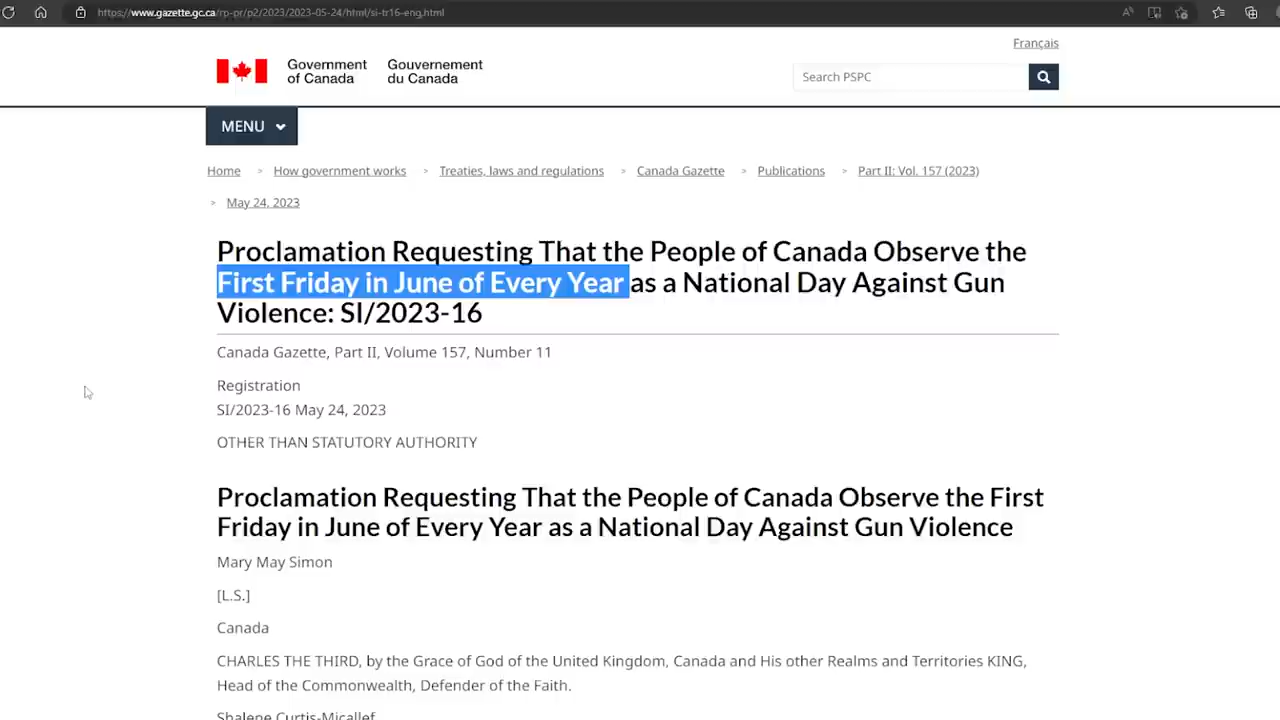 https://www.gazette.gc.ca/rp-pr/p2/2023/2023-05-24/html/si-tr16-eng.html
Français
Government of Canada
Gouvernement du Canada
Search PSPC
MENU
Home > How government works > Treaties, laws and regulations > Canada Gazette > Publications > Part II: Vol. 157 (2023)
> May 24, 2023
Proclamation Requesting That the People of Canada Observe the
First Friday in June of Every Year as a National Day Against Gun
Violence: SI/2023-16
Canada Gazette, Part II, Volume 157, Number 11
Registration
SI/2023-16 May 24, 2023
OTHER THAN STATUTORY AUTHORITY
Proclamation Requesting That the People of Canada Observe the First
Friday in June of Every Year as a National Day Against Gun Violence
Mary May Simon
[L.S.]
Canada
CHARLES THE THIRD, by the Grace of God of the United Kingdom, Canada and His other Realms and Territories KING,
Head of the Commonwealth, Defender of the Faith.
Shalene Curtis-Micallef